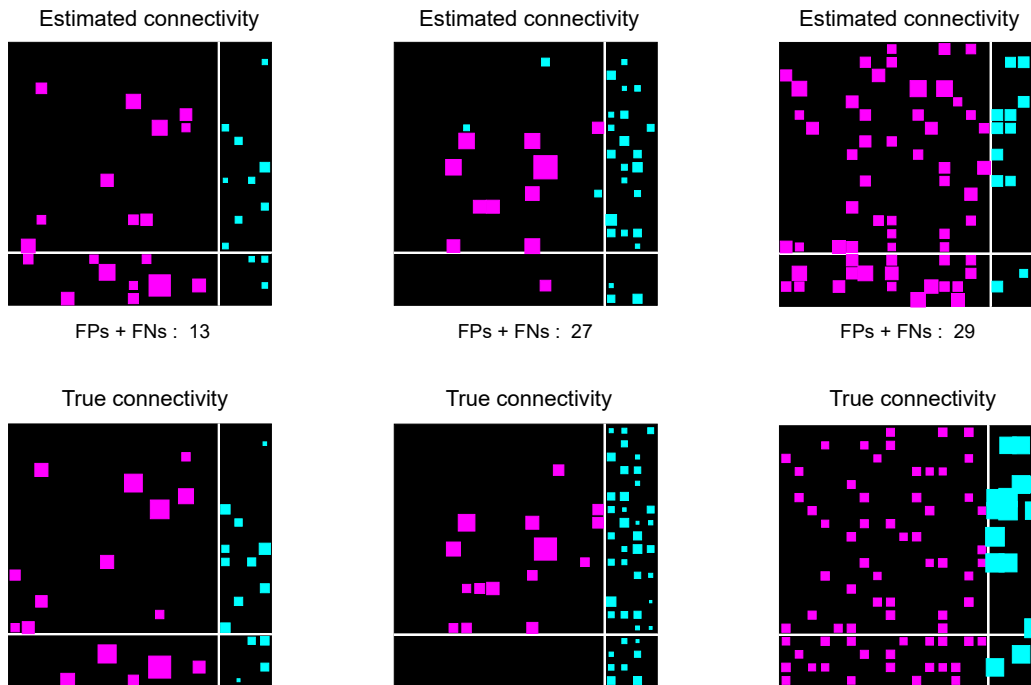 Estimated connectivity
Estimated connectivity
Estimated connectivity
FPs + FNs : 13
FPs + FNs : 27
FPs + FNs : 29
True connectivity
True connectivity
True connectivity